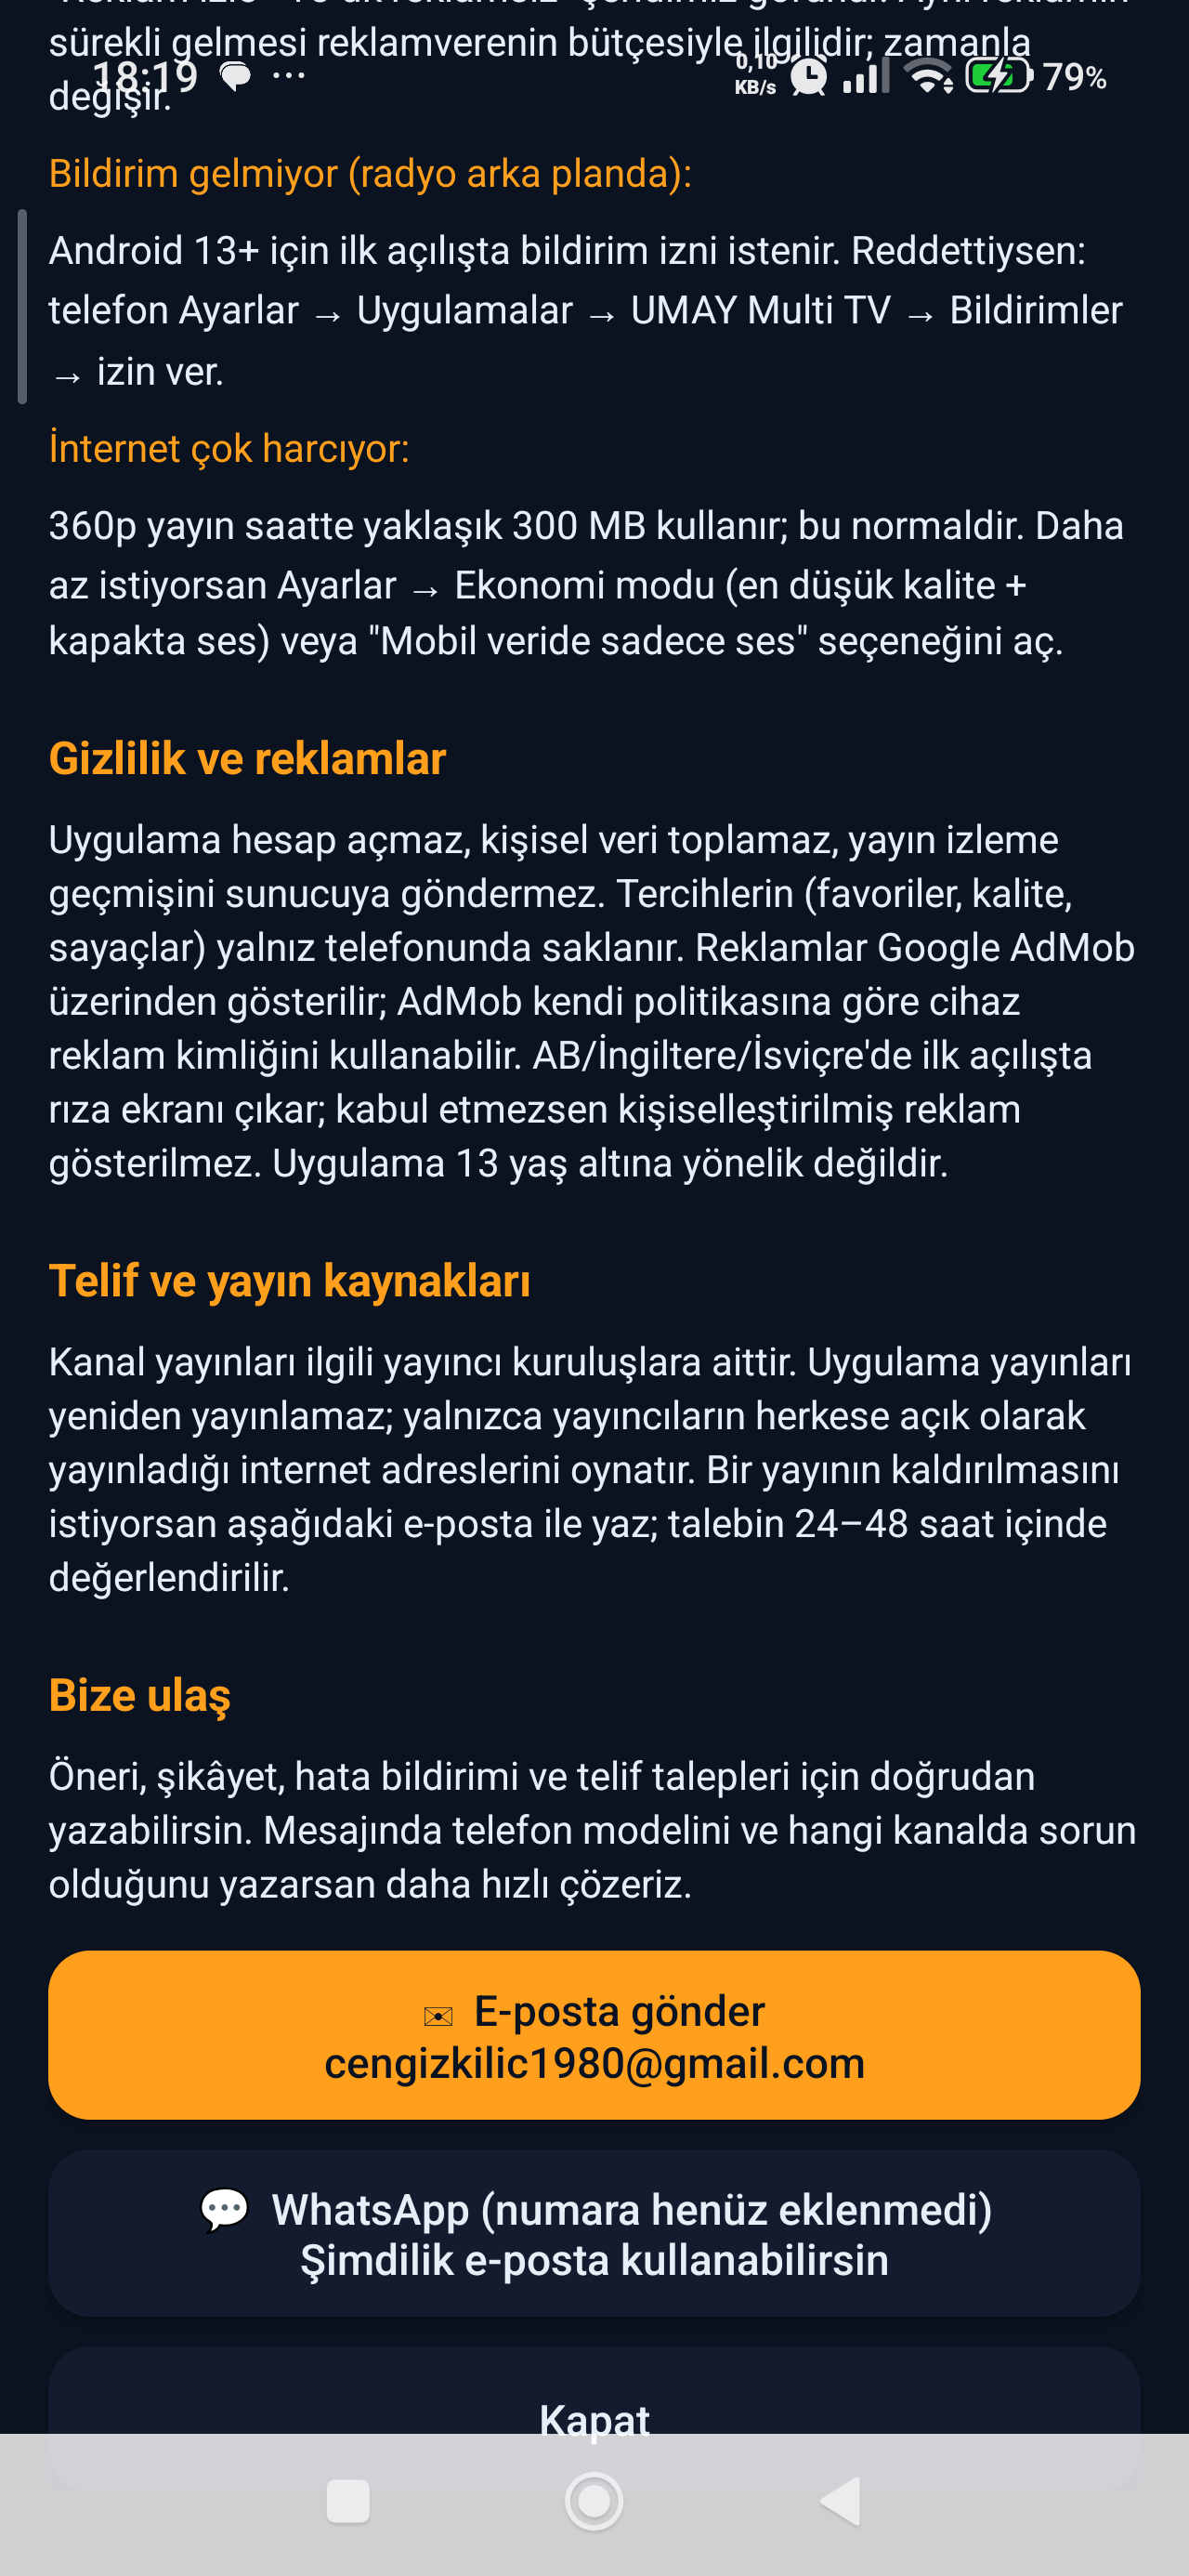 sürekli gelmesi reklamverenin bütçesiyle ilgilidir; zamanla
değişir.
18:19
0,10
KB/s
79%
Bildirim gelmiyor (radyo arka planda):
Android 13+ için ilk açılışta bildirim izni istenir. Reddettiysen:
telefon Ayarlar → Uygulamalar → UMAY Multi TV → Bildirimler
→ izin ver.
İnternet çok harcıyor:
360p yayın saatte yaklaşık 300 MB kullanır; bu normaldir. Daha
az istiyorsan Ayarlar → Ekonomi modu (en düşük kalite +
kapakta ses) veya "Mobil veride sadece ses" seçeneğini aç.
Gizlilik ve reklamlar
Uygulama hesap açmaz, kişisel veri toplamaz, yayın izleme
geçmişini sunucuya göndermez. Tercihlerin (favoriler, kalite,
sayaçlar) yalnız telefonunda saklanır. Reklamlar Google AdMob
üzerinden gösterilir; AdMob kendi politikasına göre cihaz
reklam kimliğini kullanabilir. AB/İngiltere/İsviçre'de ilk açılışta
rıza ekranı çıkar; kabul etmezsen kişiselleştirilmiş reklam
gösterilmez. Uygulama 13 yaş altına yönelik değildir.
Telif ve yayın kaynakları
Kanal yayınları ilgili yayıncı kuruluşlara aittir. Uygulama yayınları
yeniden yayınlamaz; yalnızca yayıncıların herkese açık olarak
yayınladığı internet adreslerini oynatır. Bir yayının kaldırılmasını
istiyorsan aşağıdaki e-posta ile yaz; talebin 24–48 saat içinde
değerlendirilir.
Bize ulaş
Öneri, şikâyet, hata bildirimi ve telif talepleri için doğrudan
yazabilirsin. Mesajında telefon modelini ve hangi kanalda sorun
olduğunu yazarsan daha hızlı çözeriz.
E-posta gönder
cengizkilic1980@gmail.com
WhatsApp (numara henüz eklenmedi)
Şimdilik e-posta kullanabilirsin
Kapat